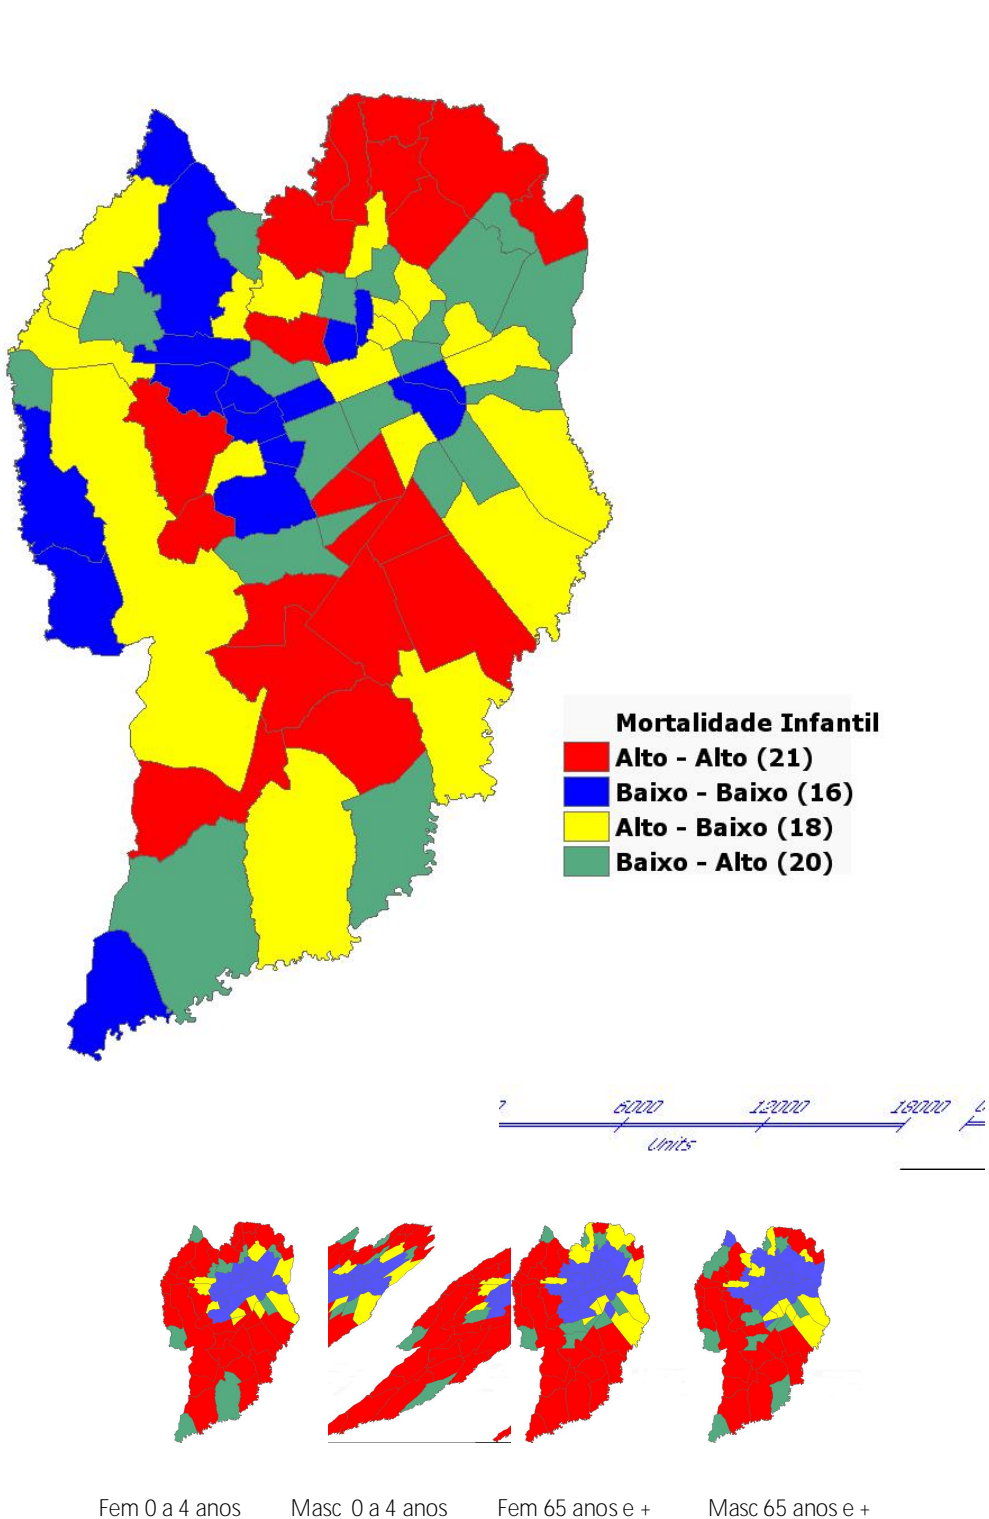 Mortalidade Infantil
Alto - Alto (21)
Baixo - Baixo (16)
Alto - Baixo (18)
Baixo - Alto (20)
6000 12000 18000
Units
Fem 0 a 4 anos Masc 0 a 4 anos Fem 65 anos e + Masc 65 anos e +